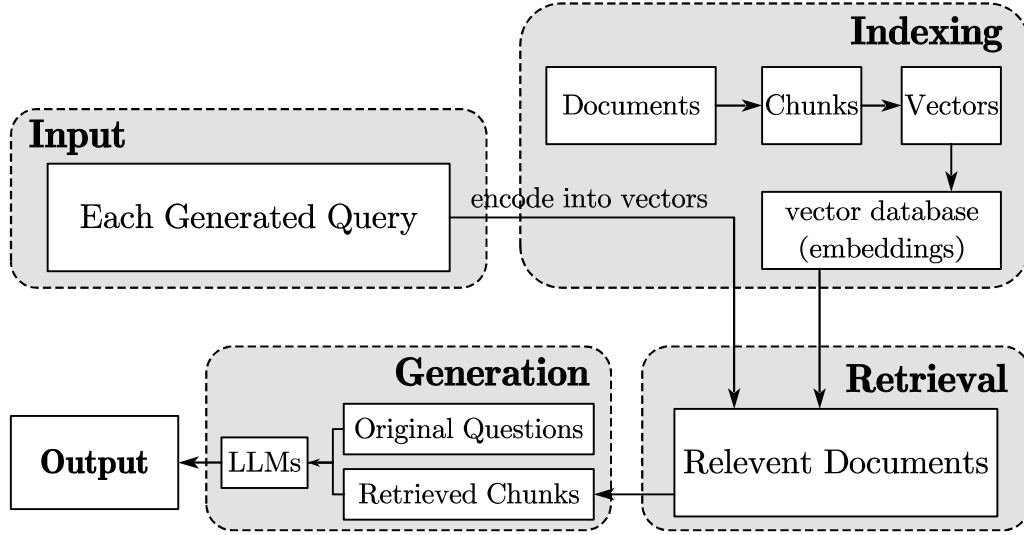 Indexing
Documents
Chunks
Vectors
Input
Each Generated Query
encode into vectors
vector database
(embeddings)
Generation
Retrieval
Original Questions
Output
LLMs
Relevent Documents
Retrieved Chunks